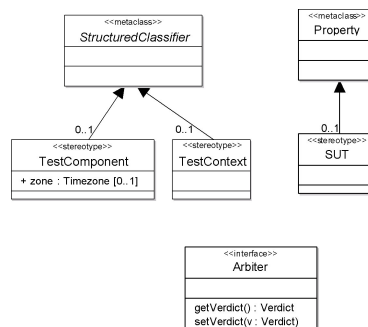 <<metaclass>>
StructuredClassifier
<<metaclass>>
Property
0..1
0..1
0..1
<<stereotype>>
TestComponent
+ zone : Timezone [0..1]
<<stereotype>>
TestContext
<<stereotype>>
SUT
<<interface>>
Arbiter
getVerdict() : Verdict
setVerdict(v : Verdict)